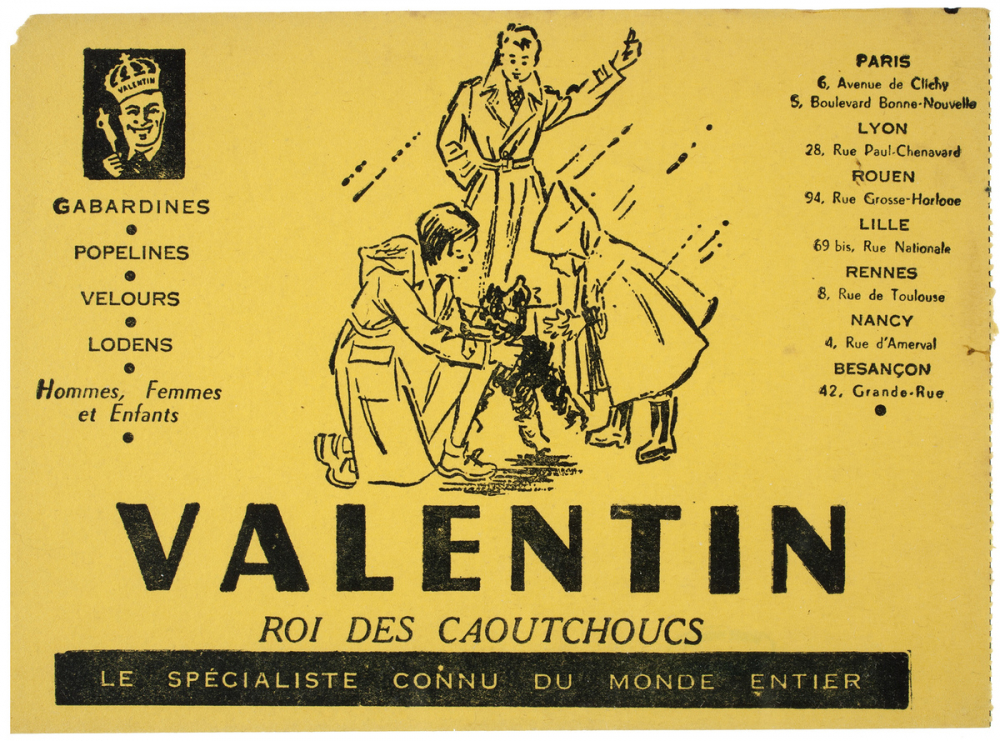 VALENTIN
GABARDINES
POPELINES
VELOURS
LODENS
Hommes, Femmes
et Enfants
PARIS
6, Avenue de Clichy
5, Boulevard Bonne-Nouvelle
LYON
28, Rue Paul-Chenavard
ROUEN
94, Rue Grosse-Horloge
LILLE
69 bis, Rue Nationale
RENNES
8, Rue de Toulouse
NANCY
4, Rue d'Amerval
BESANÇON
42, Grande-Rue
VALENTIN
ROI DES CAOUTCHOUCS
LE SPÉCIALISTE CONNU DU MONDE ENTIER